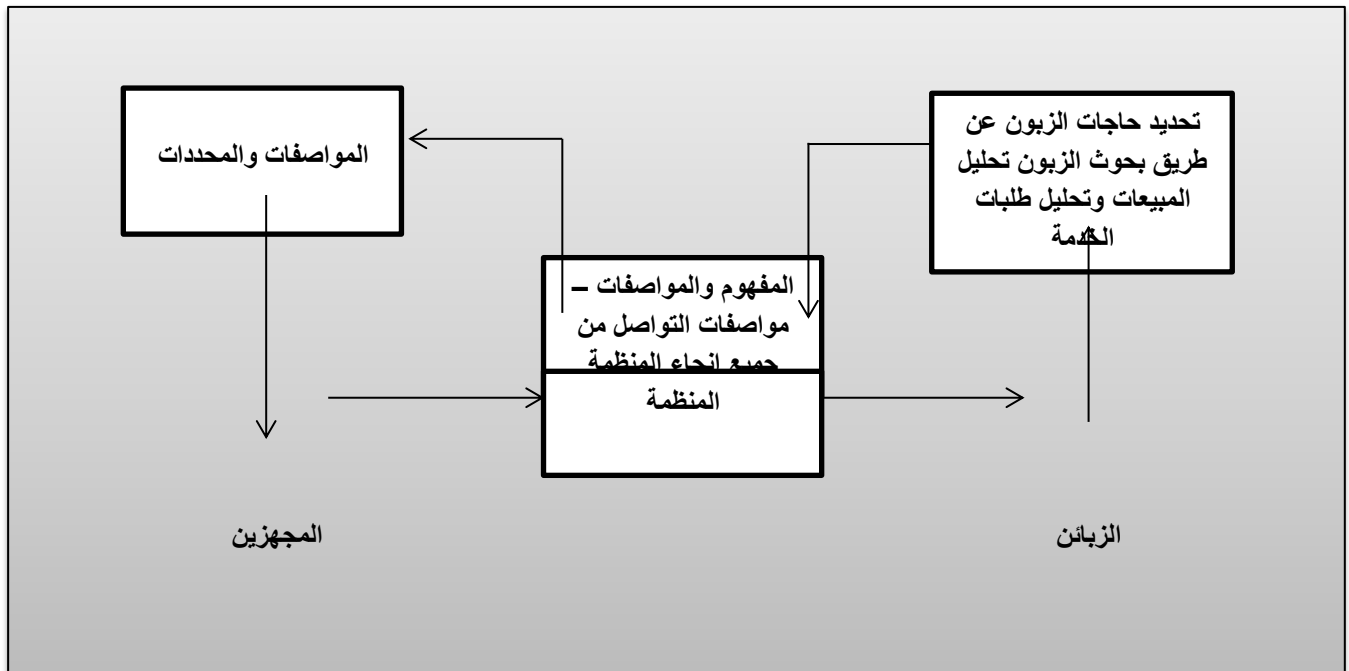 المواصفات والمحددات
تحديد حاجات الزبون عن
طريق بحوث الزبون تحليل
المبيعات وتحليل طلبات
الخدمة
المفهوم والمواصفات –
مواصفات التواصل من
جميع انحاء المنظمة
المنظمة
المجهزين
الزبائن